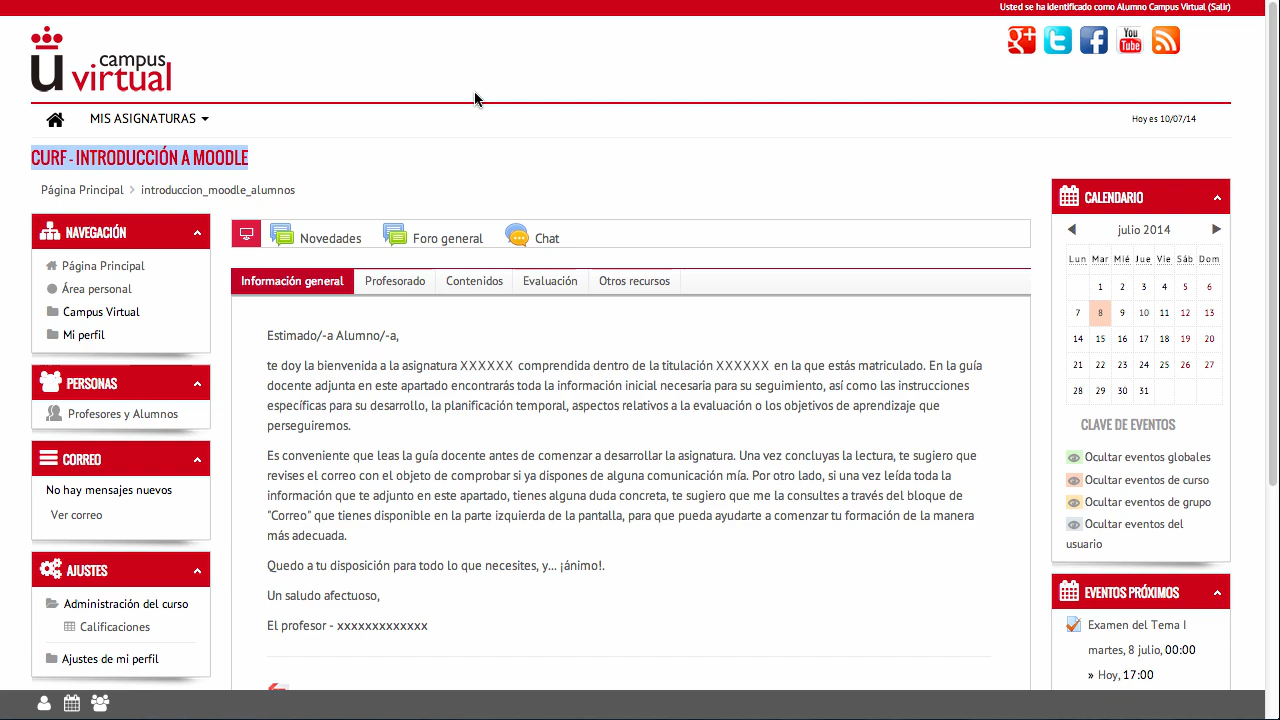 Usted se ha identificado como Alumno Campus Virtual (Salir)
campus
virtual
You
Tube
MIS ASIGNATURAS
Hoy es 10/07/14
CURF - INTRODUCCIÓN A MOODLE
Página Principal > introduccion_moodle_alumnos
NAVEGACIÓN
Página Principal
Área personal
Campus Virtual
Mi perfil
PERSONAS
Profesores y Alumnos
CORREO
No hay mensajes nuevos
Ver correo
AJUSTES
Administración del curso
Calificaciones
Ajustes de mi perfil
Novedades Foro general Chat
Información general Profesorado Contenidos Evaluación Otros recursos
Estimado/-a Alumno/-a,
te doy la bienvenida a la asignatura XXXXXX comprendida dentro de la titulación XXXXXX en la que estás matriculado. En la guía
docente adjunta en este apartado encontrarás toda la información inicial necesaria para su seguimiento, así como las instrucciones
específicas para su desarrollo, la planificación temporal, aspectos relativos a la evaluación o los objetivos de aprendizaje que
perseguiremos.
Es conveniente que leas la guía docente antes de comenzar a desarrollar la asignatura. Una vez concluyas la lectura, te sugiero que
revises el correo con el objeto de comprobar si ya dispones de alguna comunicación mía. Por otro lado, si una vez leída toda la
información que te adjunto en este apartado, tienes alguna duda concreta, te sugiero que me la consultes a través del bloque de
"Correo" que tienes disponible en la parte izquierda de la pantalla, para que pueda ayudarte a comenzar tu formación de la manera
más adecuada.
Quedo a tu disposición para todo lo que necesites, y... ¡ánimo!.
Un saludo afectuoso,
El profesor - xxxxxxxxxxxxx
CALENDARIO
julio 2014
Lun Mar Mié Jue Vie Sáb Dom
1 2 3 4 5 6
7 8 9 10 11 12 13
14 15 16 17 18 19 20
21 22 23 24 25 26 27
28 29 30 31
CLAVE DE EVENTOS
Ocultar eventos globales
Ocultar eventos de curso
Ocultar eventos de grupo
Ocultar eventos del
usuario
EVENTOS PRÓXIMOS
Examen del Tema I
martes, 8 julio, 00:00
» Hoy, 17:00